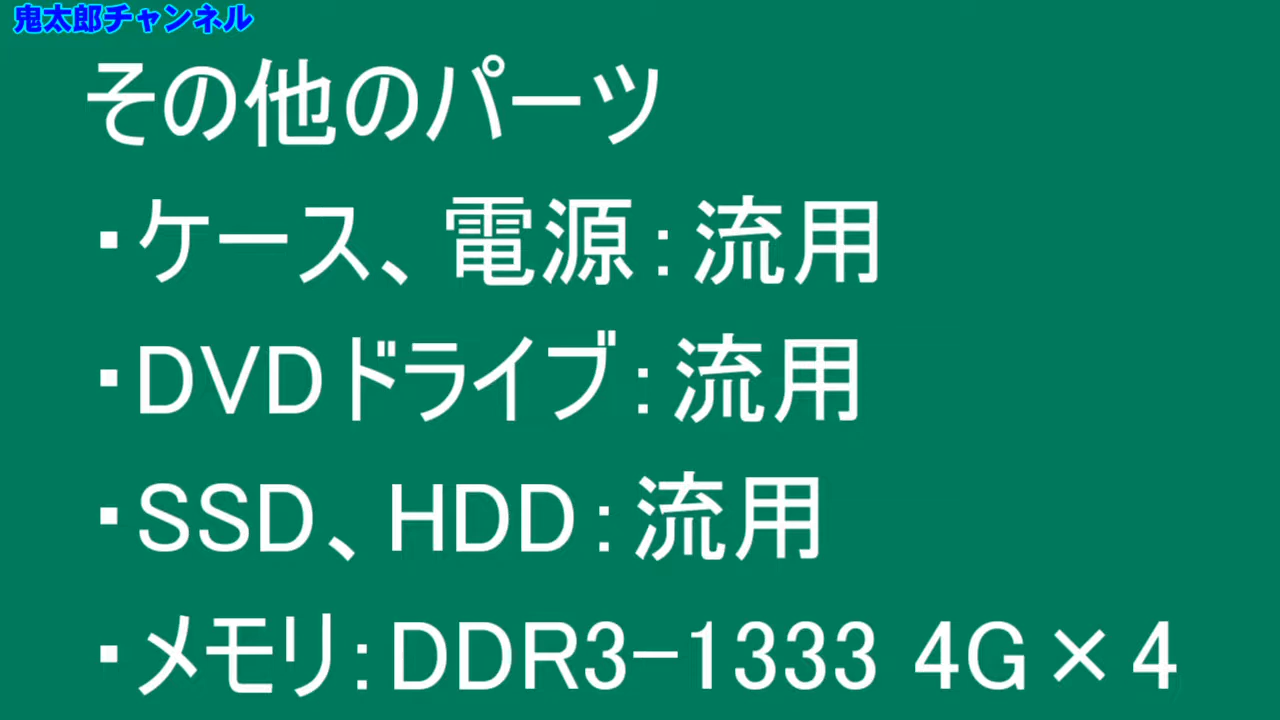 鬼太郎チャンネル
その他のパーツ
・ケース、電源：流用
・DVDドライブ：流用
・SSD、HDD：流用
・メモリ：DDR3-1333 4G×4